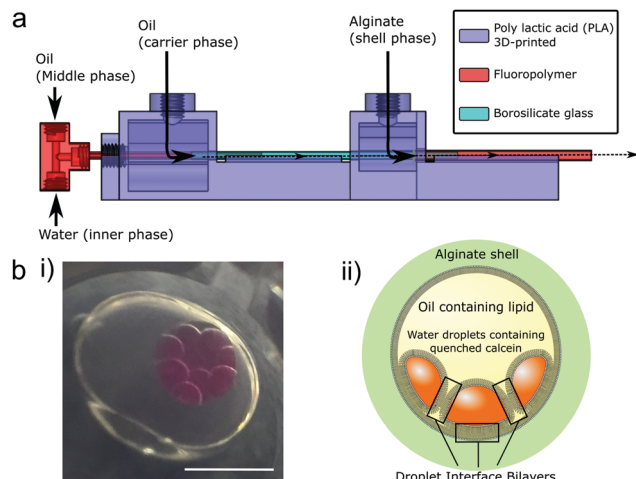 a
Oil
(Middle phase)
Oil
(carrier phase)
Alginate
(shell phase)
Poly lactic acid (PLA)
3D-printed
Fluoropolymer
Borosilicate glass
Water (inner phase)
b i)
ii)
Alginate shell
Oil containing lipid
Water droplets containing
quenched calcein
Droplet Interface Bilayers